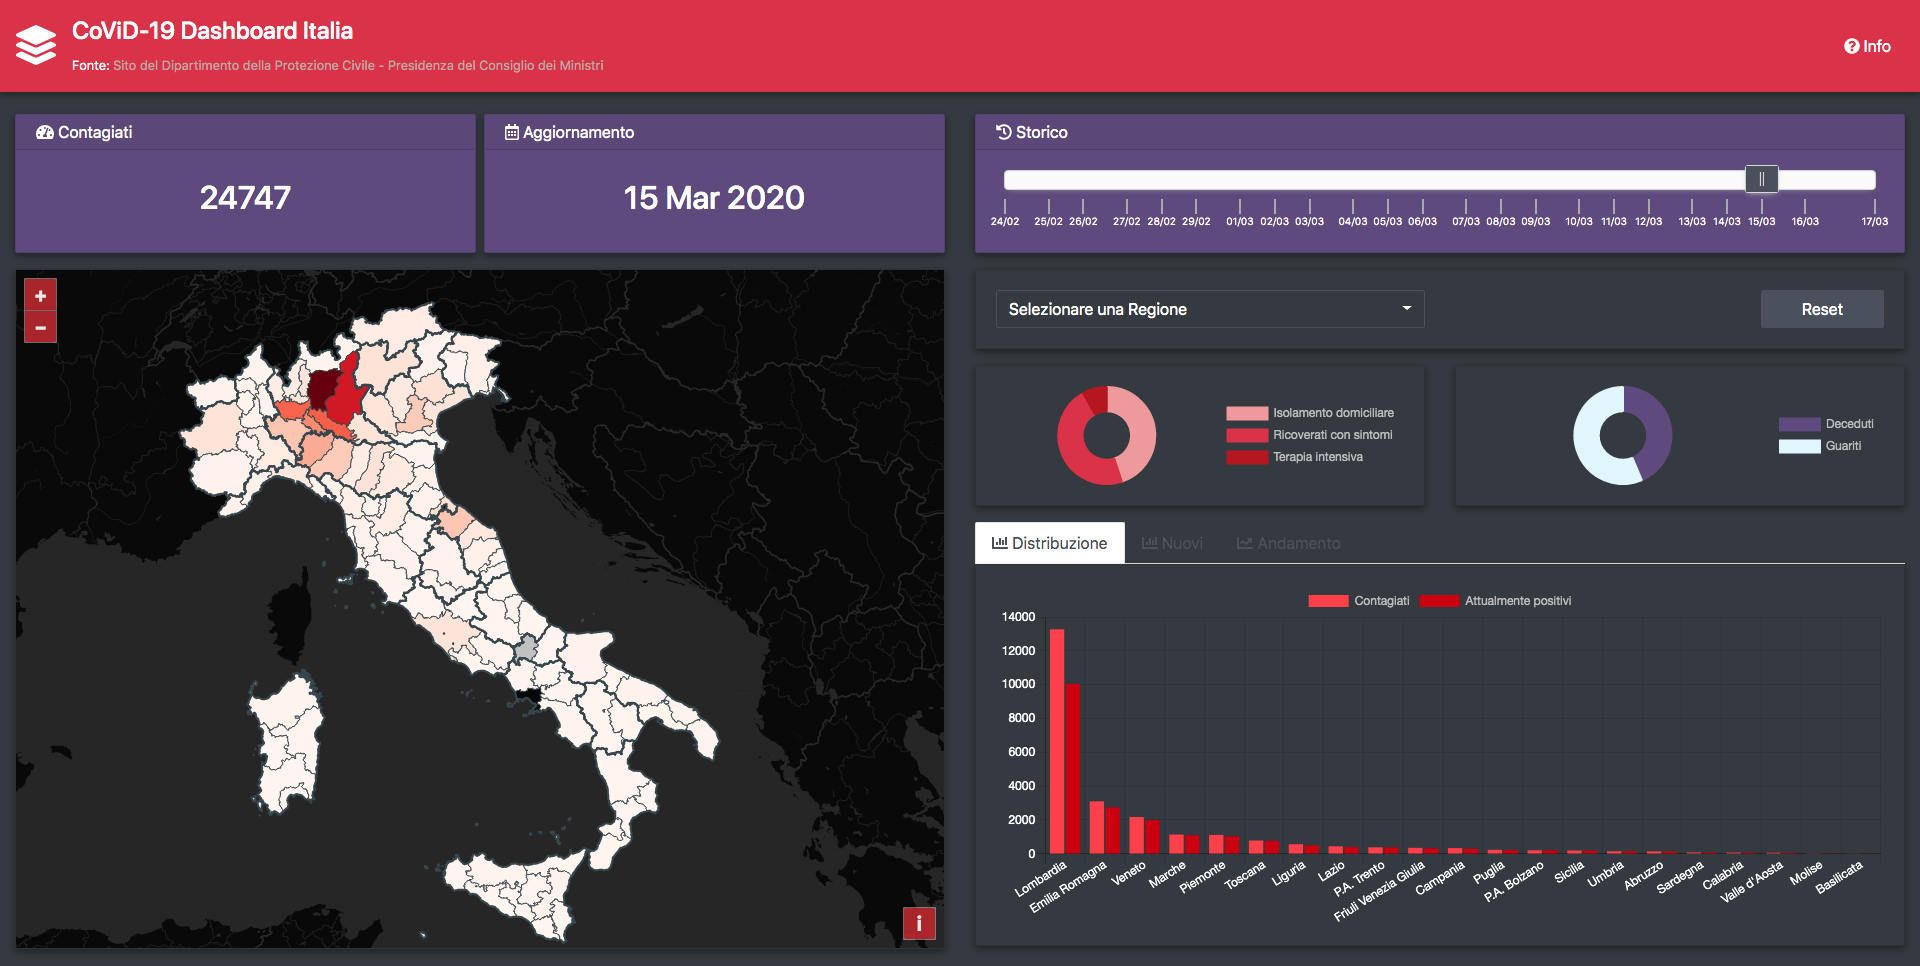 CoViD-19 Dashboard Italia
Fonte: Sito del Dipartimento della Protezione Civile - Presidenza del Consiglio dei Ministri
Info
Contagiati
24747
Aggiornamento
15 Mar 2020
Storico
24/02 25/02 26/02 27/02 28/02 29/02 01/03 02/03 03/03 04/03 05/03 06/03 07/03 08/03 09/03 10/03 11/03 12/03 13/03 14/03 15/03 16/03 17/03
+
−
Selezionare una Regione
Reset
Isolamento domiciliare
Ricoverati con sintomi
Terapia intensiva
Deceduti
Guariti
Distribuzione
Nuovi
Andamento
Contagiati
Attualmente positivi
14000
12000
10000
8000
6000
4000
2000
0
Lombardia
Emilia Romagna
Veneto
Marche
Piemonte
Toscana
Liguria
Lazio
P.A. Trento
Friuli Venezia Giulia
Campania
Puglia
P.A. Bolzano
Sicilia
Umbria
Abruzzo
Sardegna
Calabria
Valle d'Aosta
Molise
Basilicata
i